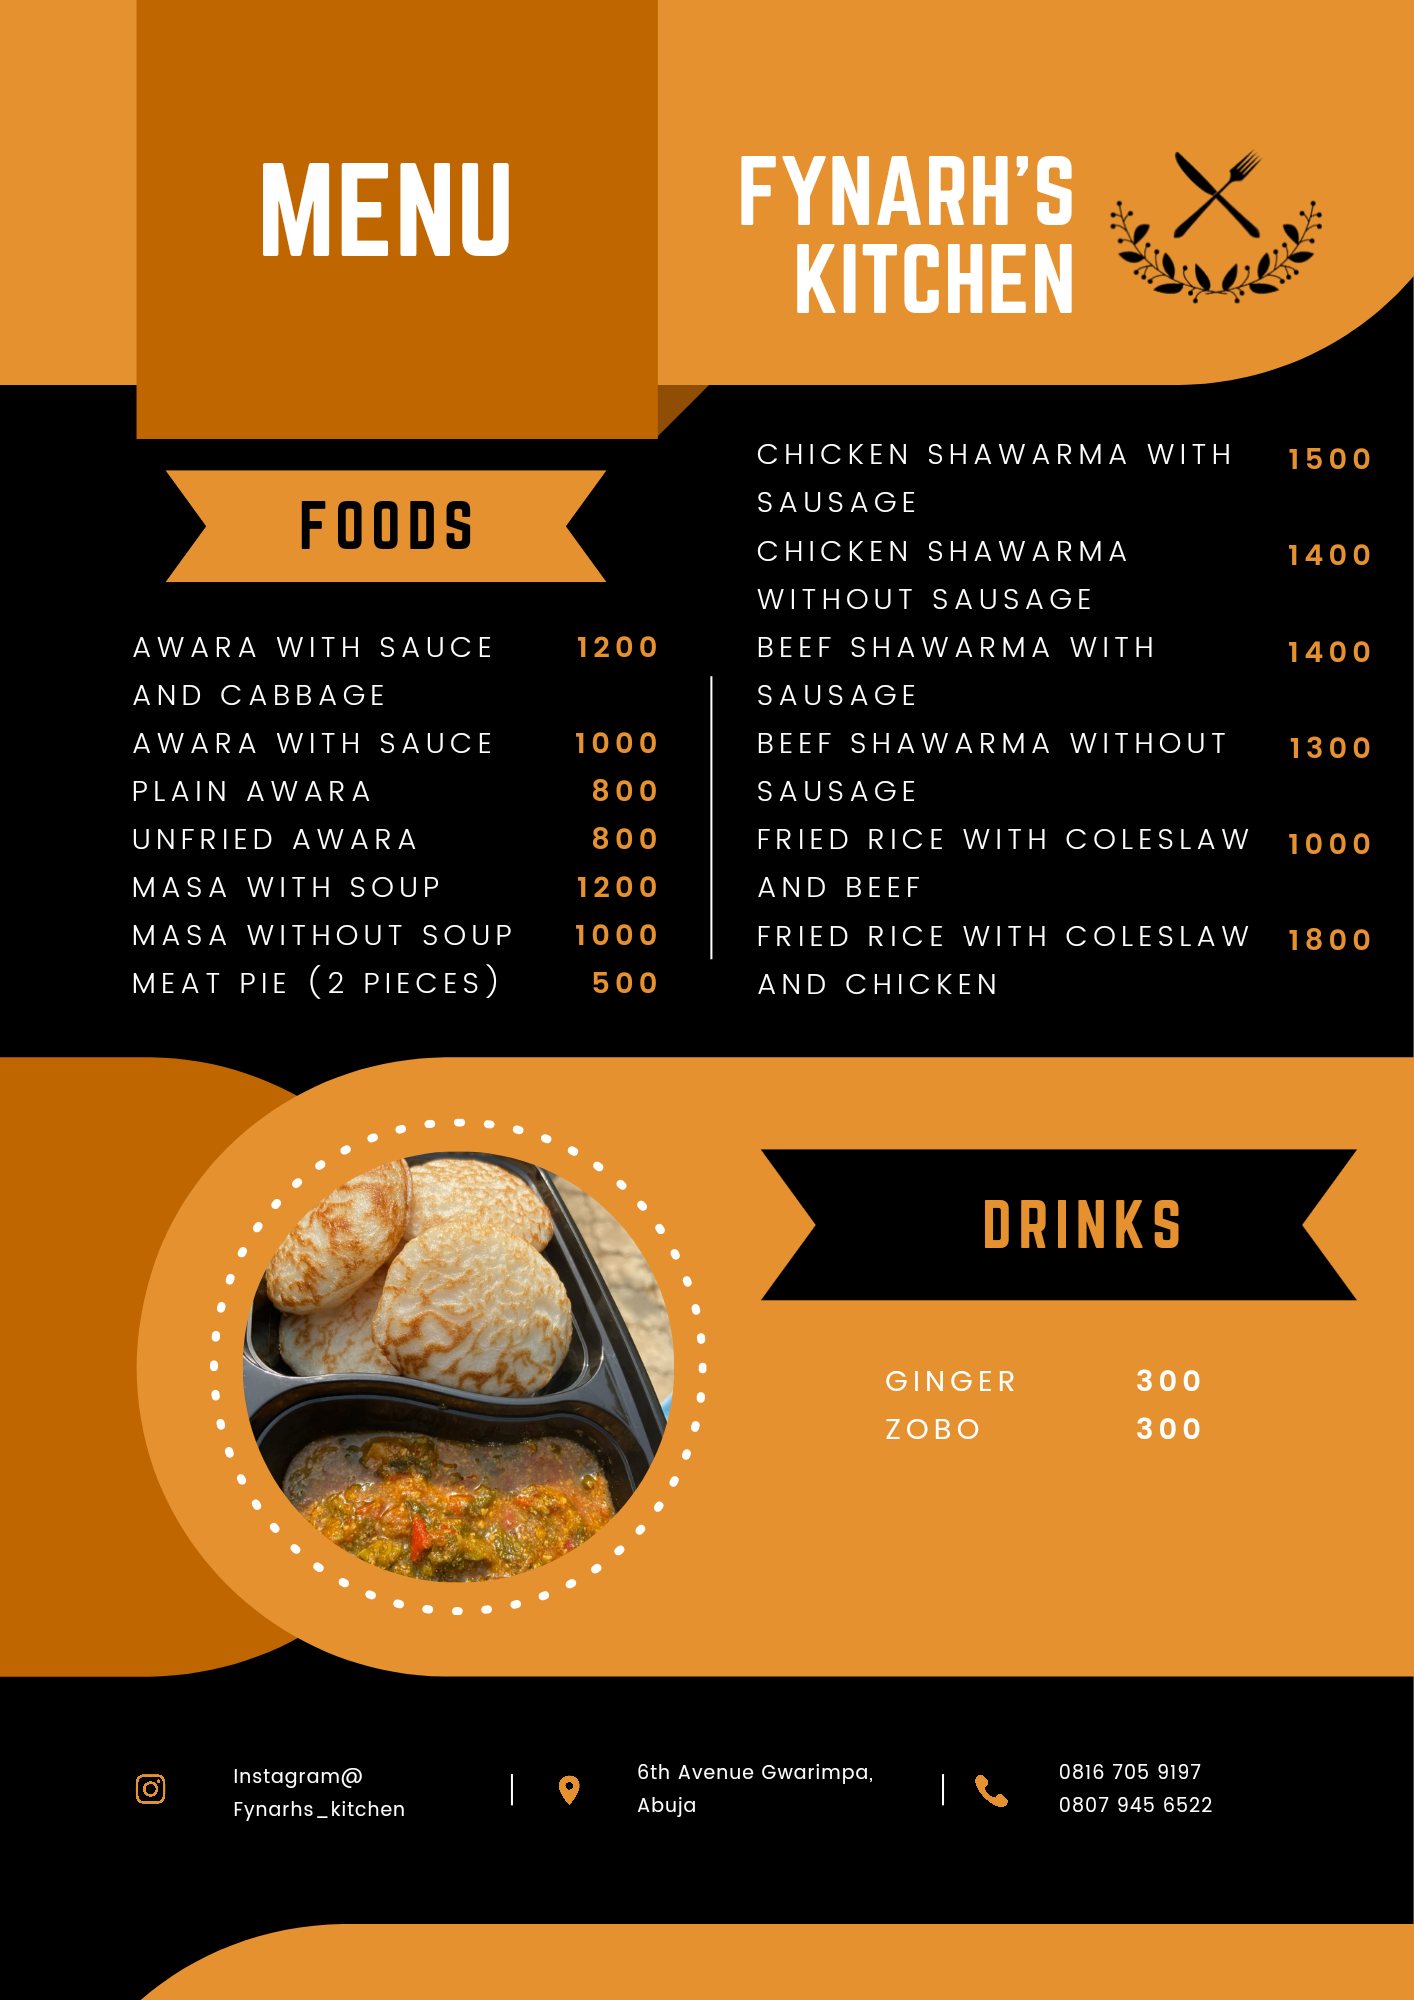 MENU
FYNARH'S
KITCHEN
FOODS
AWARA WITH SAUCE 1200
AND CABBAGE
AWARA WITH SAUCE 1000
PLAIN AWARA 800
UNFRIED AWARA 800
MASA WITH SOUP 1200
MASA WITHOUT SOUP 1000
MEAT PIE (2 PIECES) 500
CHICKEN SHAWARMA WITH 1500
SAUSAGE
CHICKEN SHAWARMA 1400
WITHOUT SAUSAGE
BEEF SHAWARMA WITH 1400
SAUSAGE
BEEF SHAWARMA WITHOUT 1300
SAUSAGE
FRIED RICE WITH COLESLAW 1000
AND BEEF
FRIED RICE WITH COLESLAW 1800
AND CHICKEN
DRINKS
GINGER 300
ZOBO 300
Instagram@
Fynarhs_kitchen
6th Avenue Gwarimpa,
Abuja
0816 705 9197
0807 945 6522